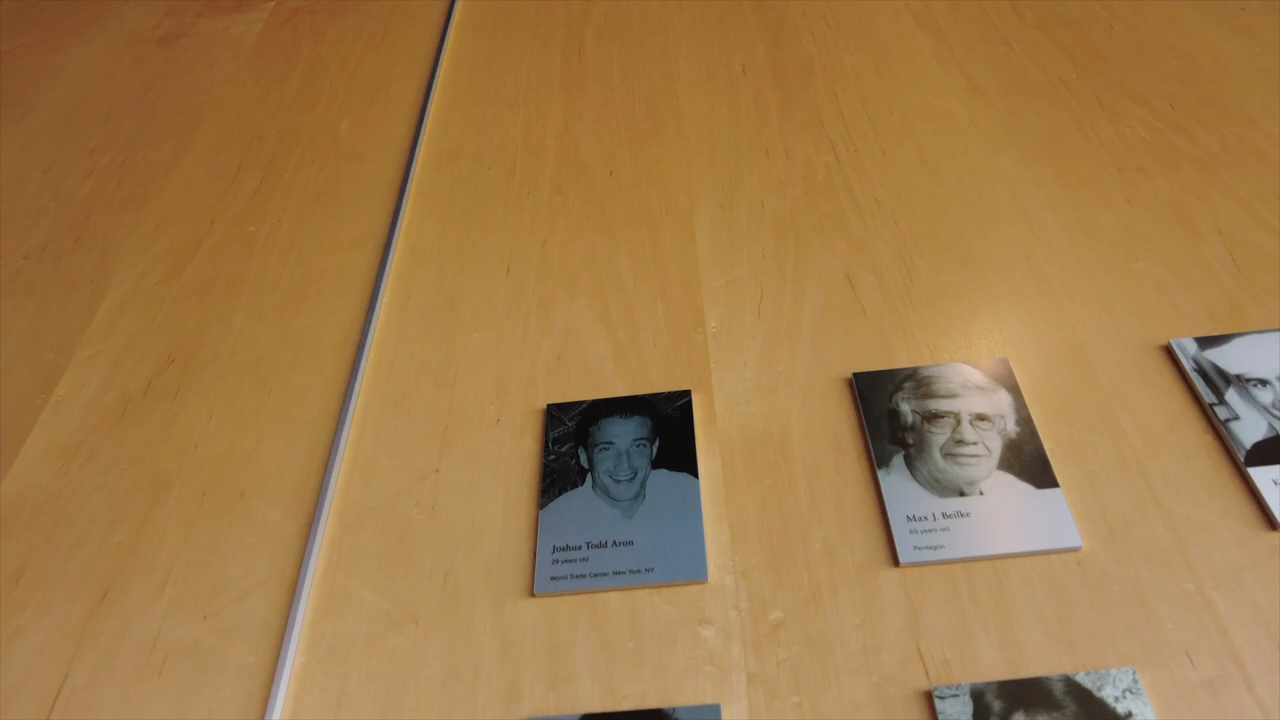 Joshua Todd Aron
29 years old
World Trade Center, New York, NY
Max J. Beilke
69 years old
Pentagon
K